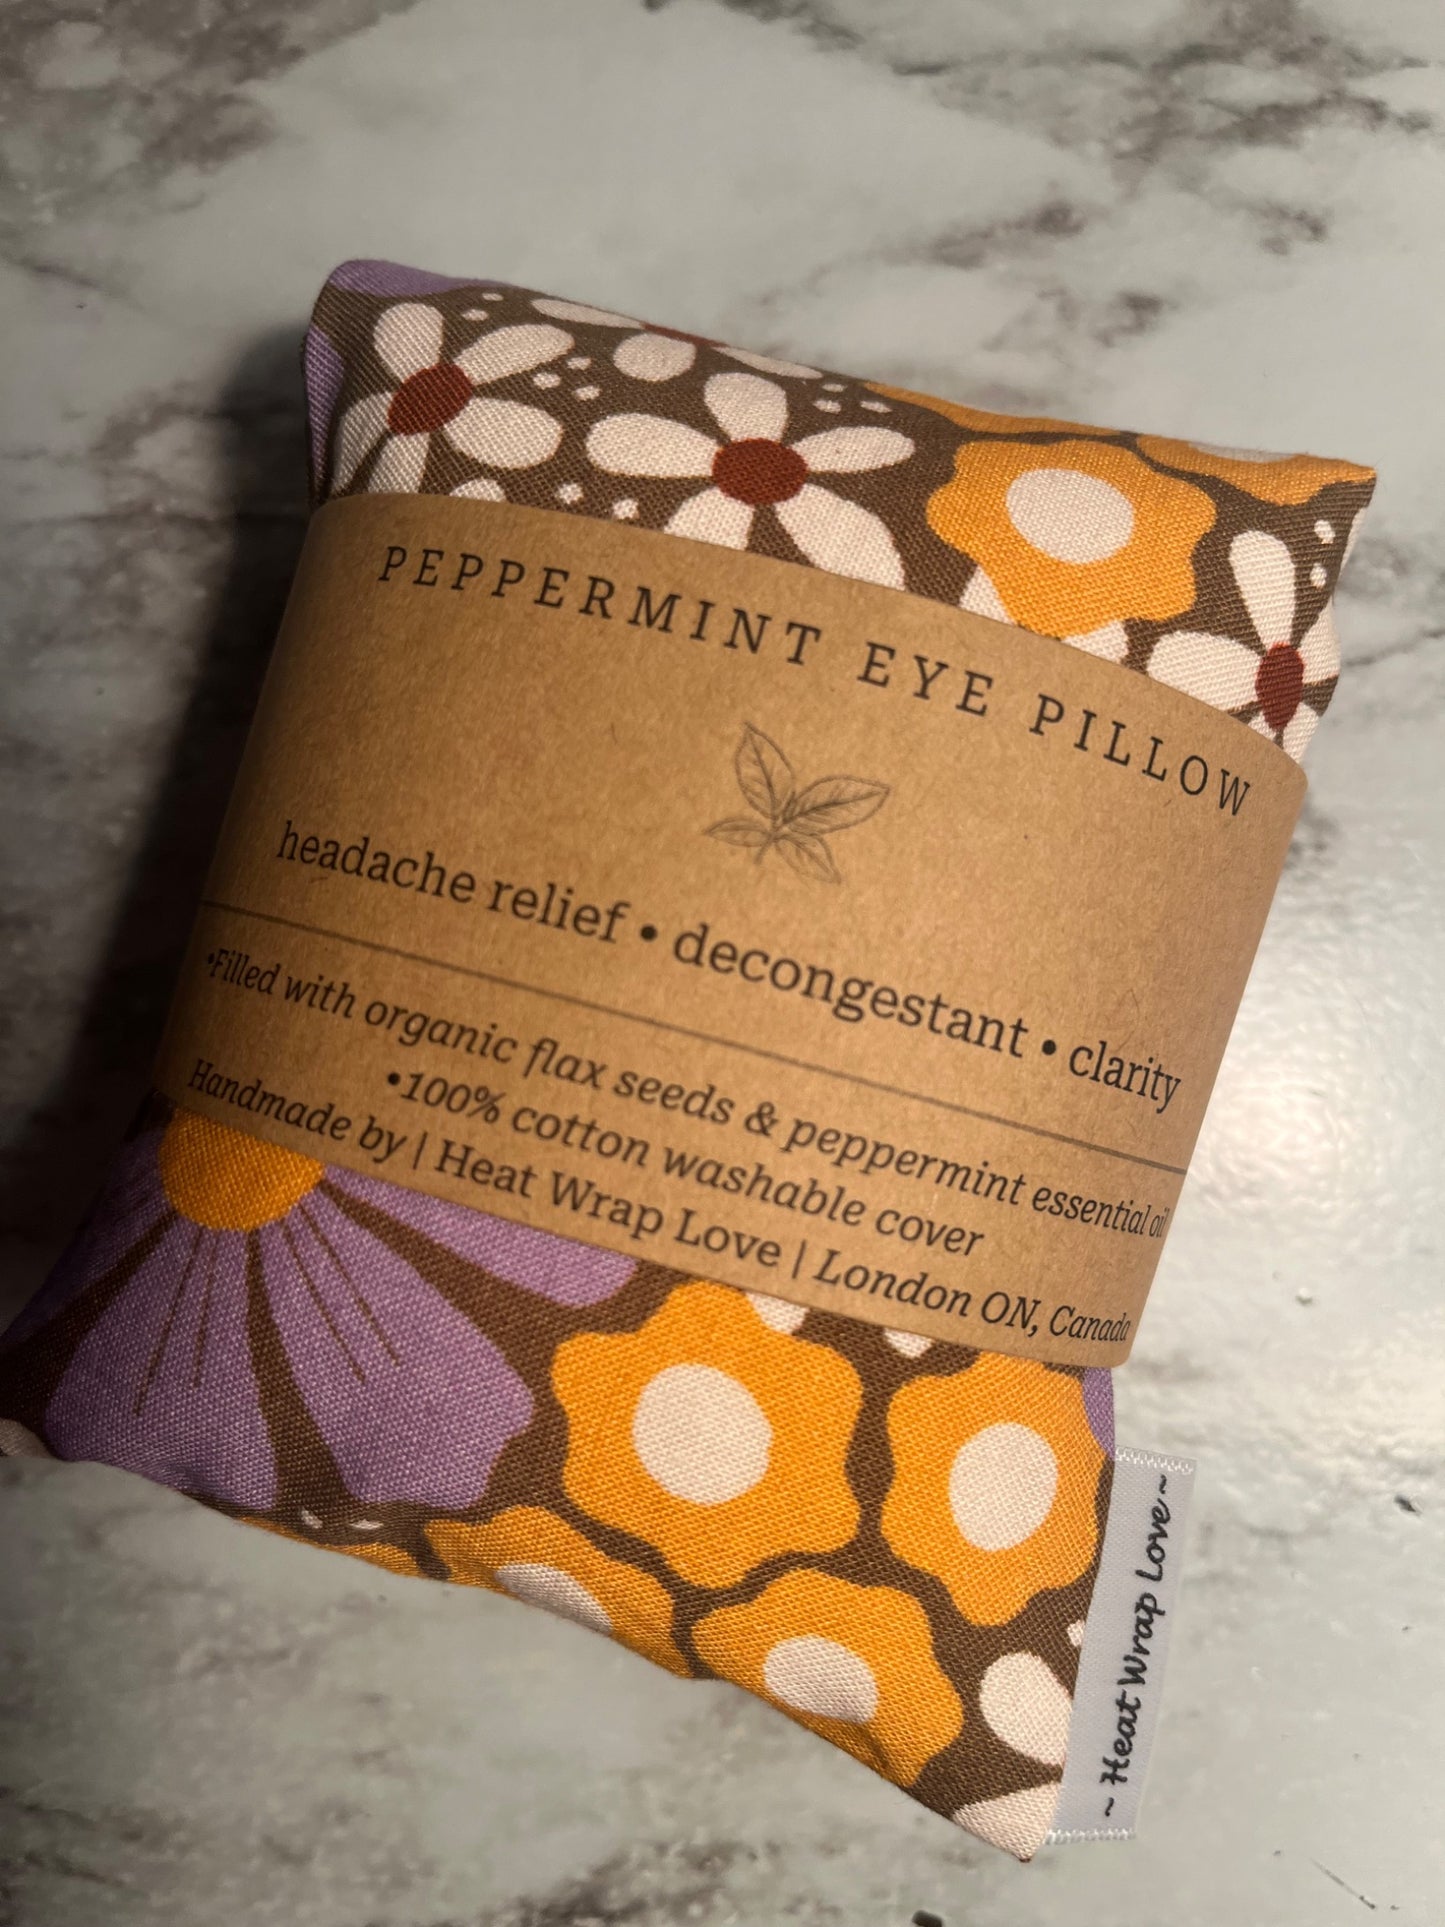 PEPPERMINT EYE PILLOW
headache relief • decongestant • clarity
•Filled with organic flax seeds & peppermint essential oil
•100% cotton washable cover
Handmade by | Heat Wrap Love | London ON, Canada
~ Heat Wrap Love ~